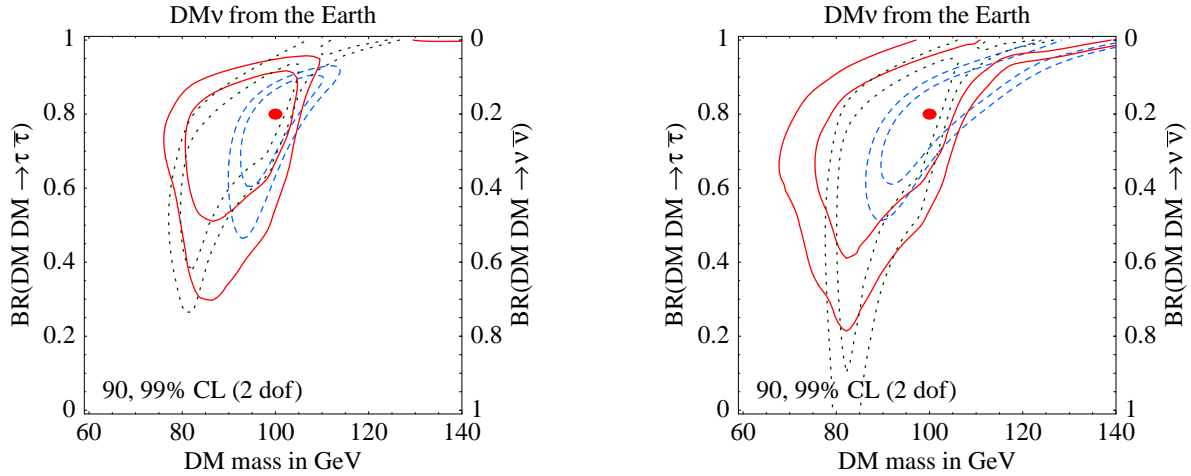 DMν from the Earth
1
0.8
0.6
0.4
0.2
0
0
0.2
0.4
0.6
0.8
1
BR(DM DM →τ τ̄)
BR(DM DM →ν ν̄)
90, 99% CL (2 dof)
60 80 100 120 140
DM mass in GeV
DMν from the Earth
1
0.8
0.6
0.4
0.2
0
0
0.2
0.4
0.6
0.8
1
BR(DM DM →τ τ̄)
BR(DM DM →ν ν̄)
90, 99% CL (2 dof)
60 80 100 120 140
DM mass in GeV